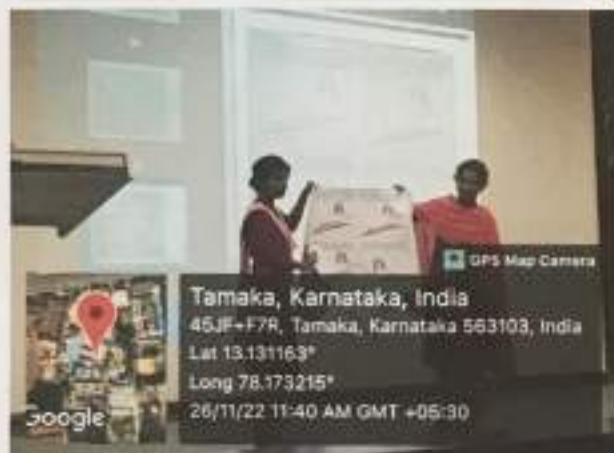 GPS Map Camera
Tamaka, Karnataka, India
45JF+F7R, Tamaka, Karnataka 563103, India
Lat 13.131163°
Long 78.173215°
26/11/22 11:40 AM GMT +05:30
Google